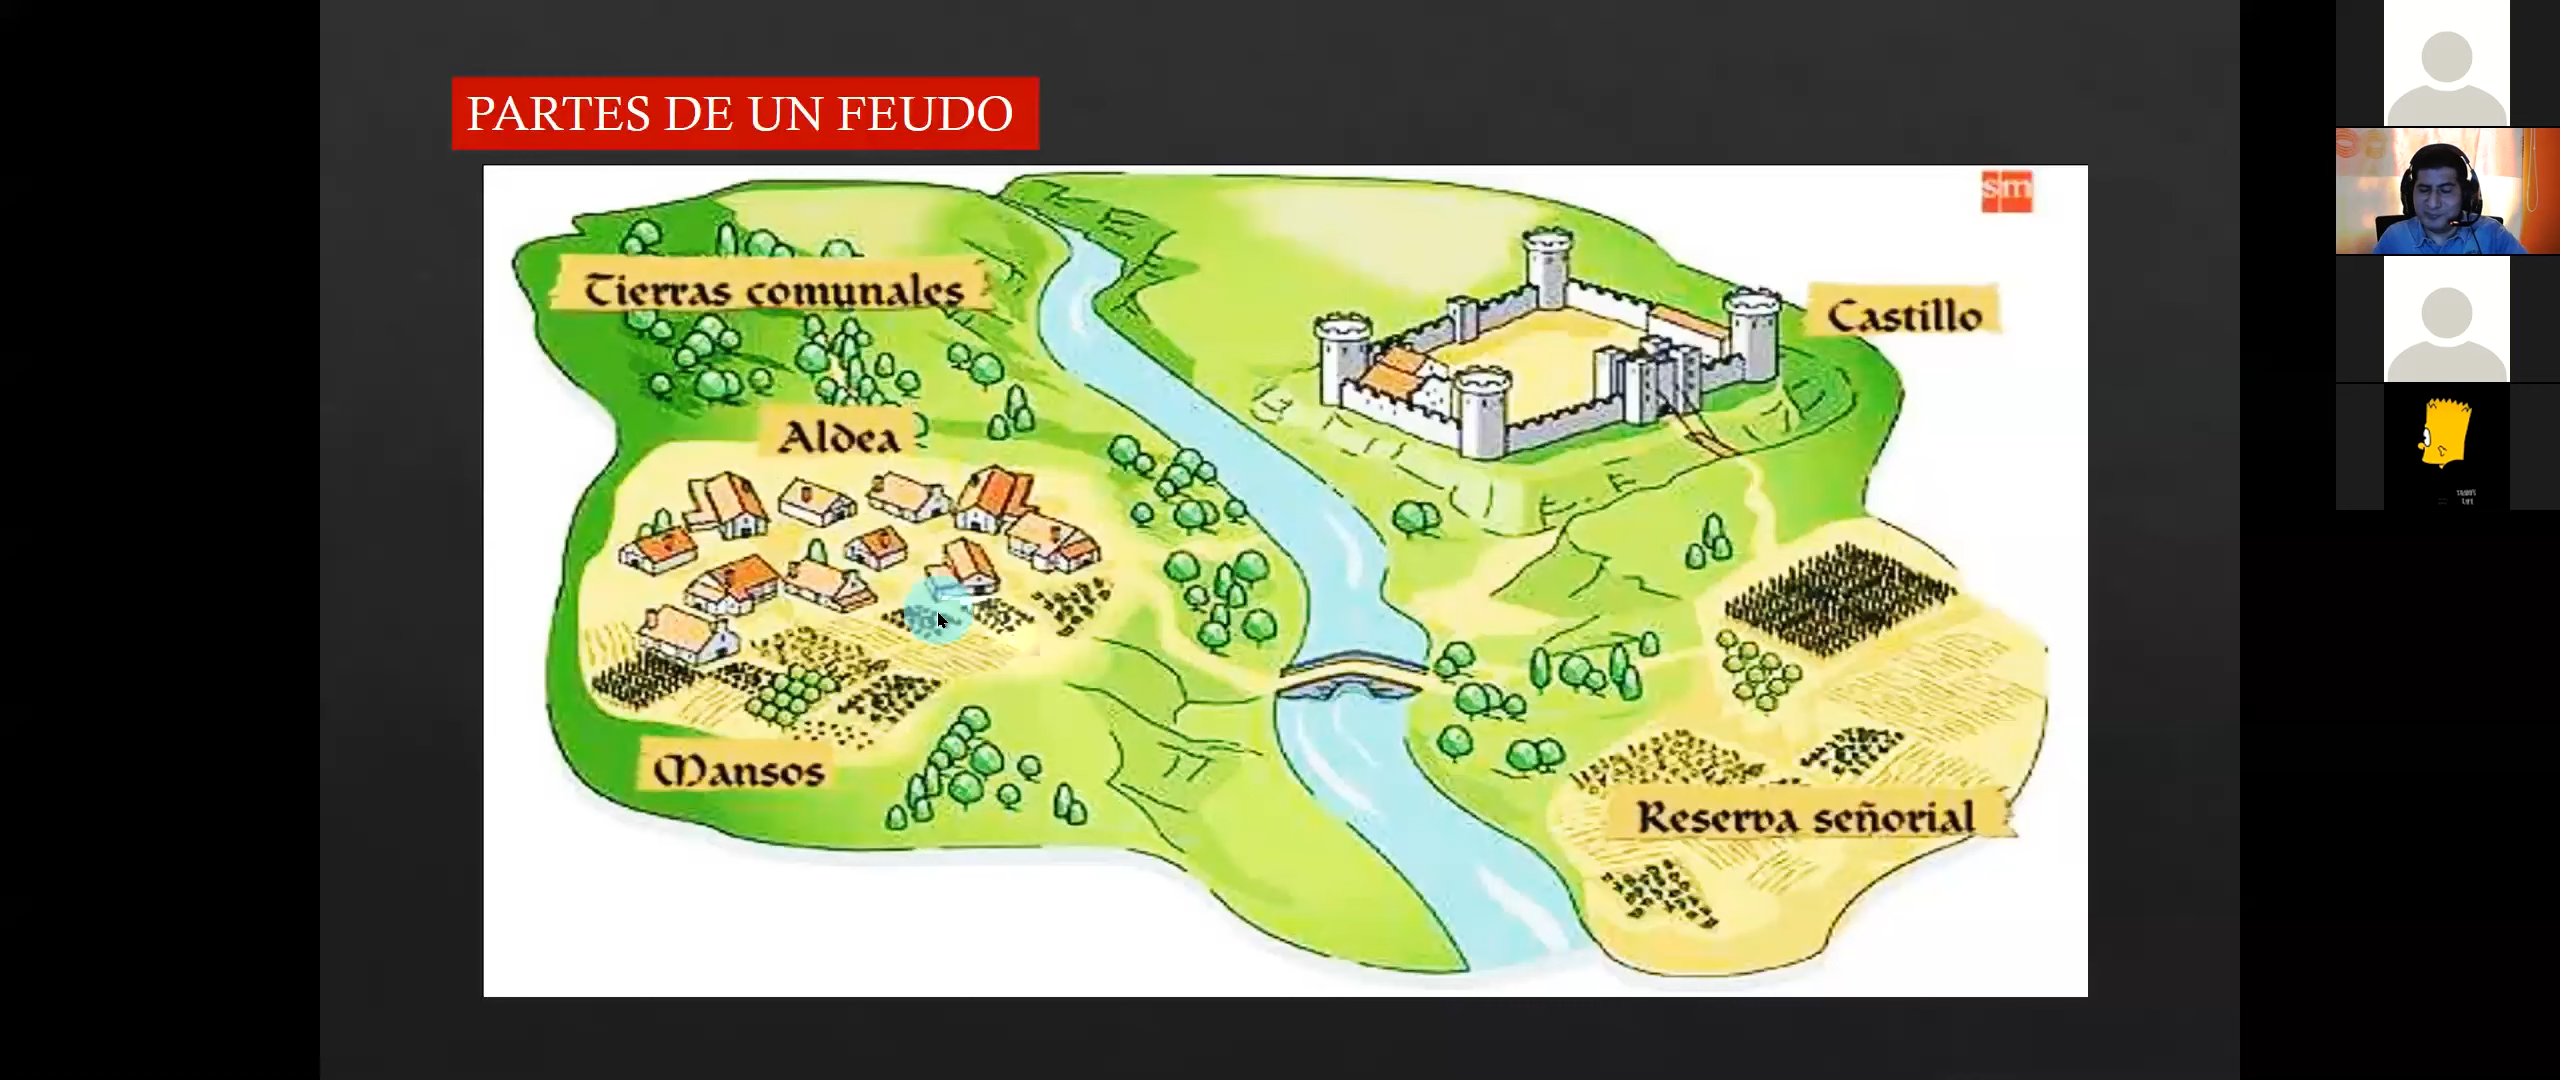 PARTES DE UN FEUDO
sm
Tierras comunales
Castillo
Aldea
Mansos
Reserva señorial